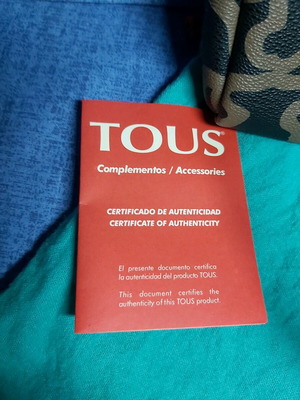 TOUS®
Complementos / Accessories
CERTIFICADO DE AUTENTICIDAD
CERTIFICATE OF AUTHENTICITY
El presente documento certifica
la autenticidad del producto TOUS.
This document certifies the
authenticity of this TOUS product.